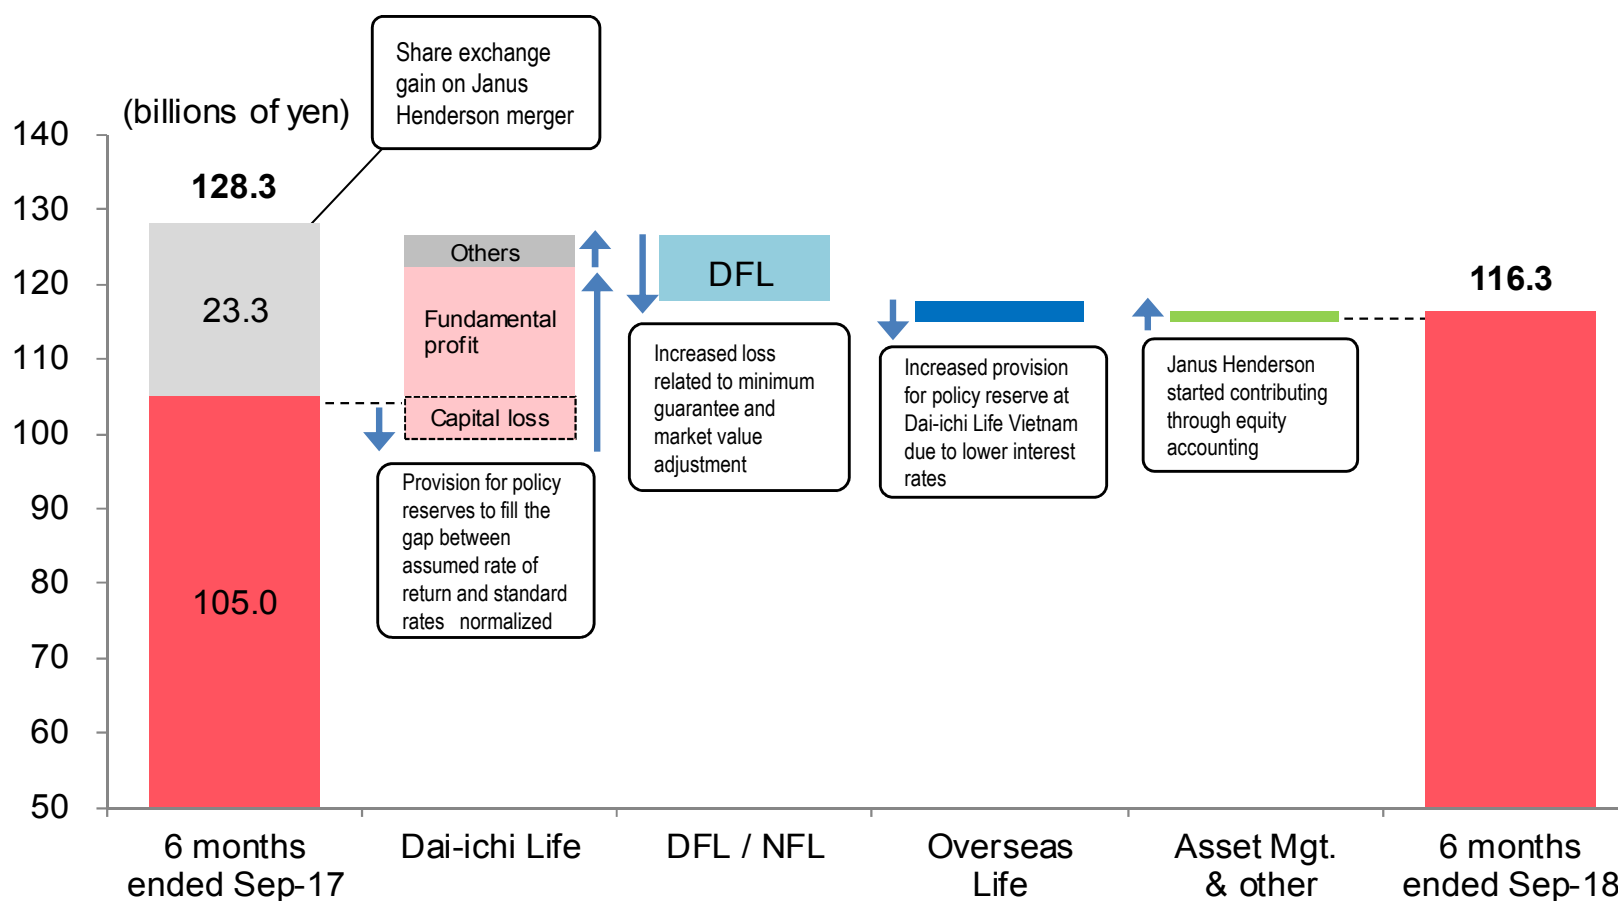 Share exchange
gain on Janus
Henderson merger
(billions of yen)
140
130
120
110
100
90
80
70
60
50
128.3
23.3
105.0
Others
Fundamental
profit
Capital loss
Provision for policy
reserves to fill the
gap between
assumed rate of
return and standard
rates normalized
DFL
Increased loss
related to minimum
guarantee and
market value
adjustment
Increased provision
for policy reserve at
Dai-ichi Life Vietnam
due to lower interest
rates
Janus Henderson
started contributing
through equity
accounting
116.3
6 months
ended Sep-17
Dai-ichi Life
DFL / NFL
Overseas
Life
Asset Mgt.
& other
6 months
ended Sep-18